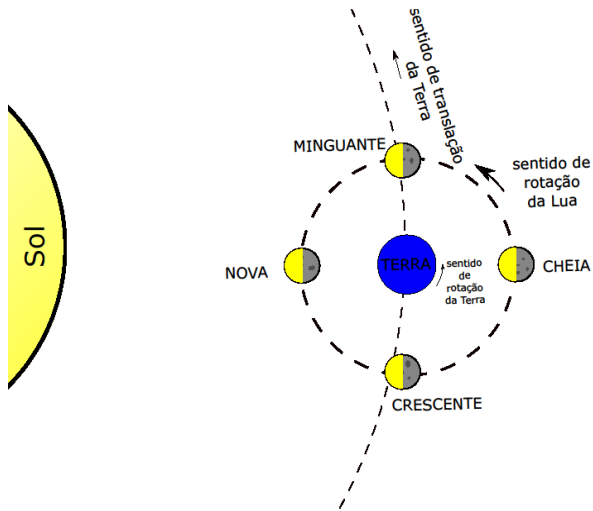 sentido de translação
da Terra
MINGUANTE
sentido de
rotação
da Lua
Sol
NOVA
TERRA
sentido
de
rotação
da Terra
CHEIA
CRESCENTE